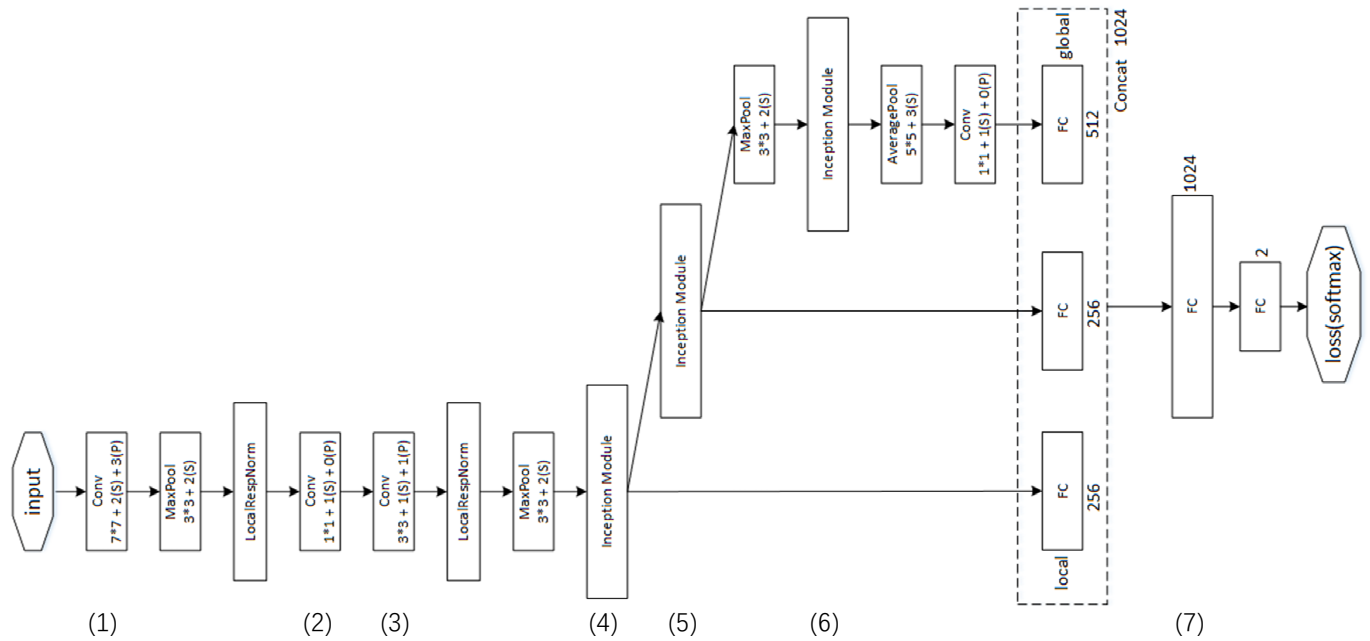 input
Conv
7*7 + 2(S) + 3(P)
MaxPool
3*3 + 2(S)
LocalRespNorm
Conv
1*1 + 1(S) + 0(P)
Conv
3*3 + 1(S) + 1(P)
LocalRespNorm
MaxPool
3*3 + 2(S)
Inception Module
Inception Module
MaxPool
3*3 + 2(S)
Inception Module
AveragePool
5*5 + 3(S)
Conv
1*1 + 1(S) + 0(P)
global
FC
512
FC
256
local
FC
256
Concat 1024
FC
1024
FC
2
loss(softmax)
(1)
(2)
(3)
(4)
(5)
(6)
(7)